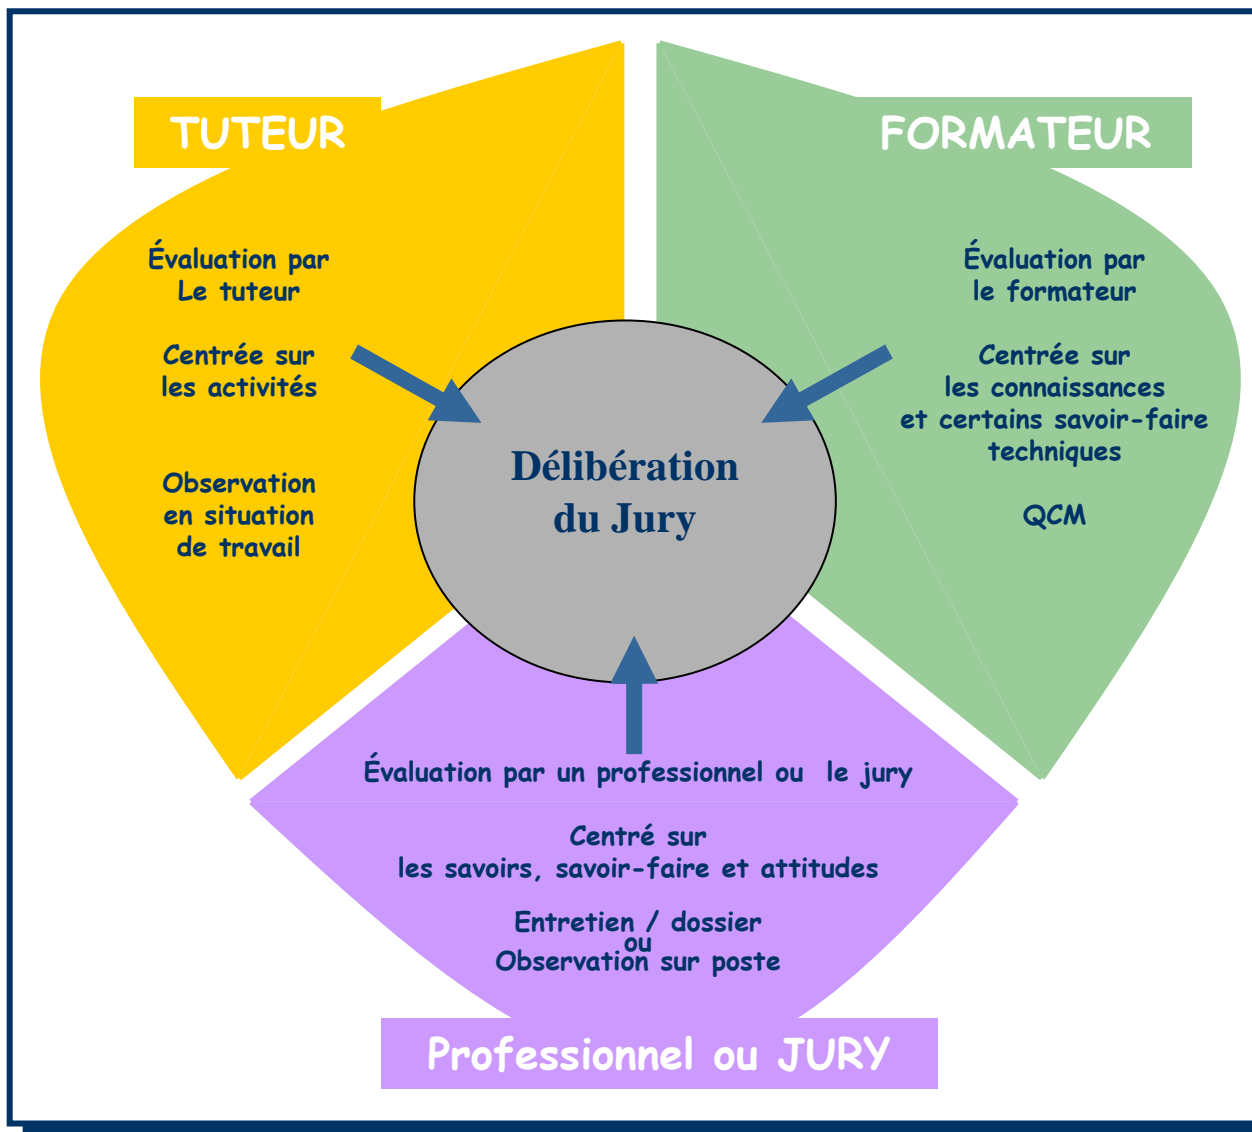 TUTEUR
Évaluation par
Le tuteur
Centrée sur
les activités
Observation
en situation
de travail
FORMATEUR
Évaluation par
le formateur
Centrée sur
les connaissances
et certains savoir-faire
techniques
QCM
Délibération
du Jury
Évaluation par un professionnel ou le jury
Centré sur
les savoirs, savoir-faire et attitudes
Entretien / dossier
ou
Observation sur poste
Professionnel ou JURY